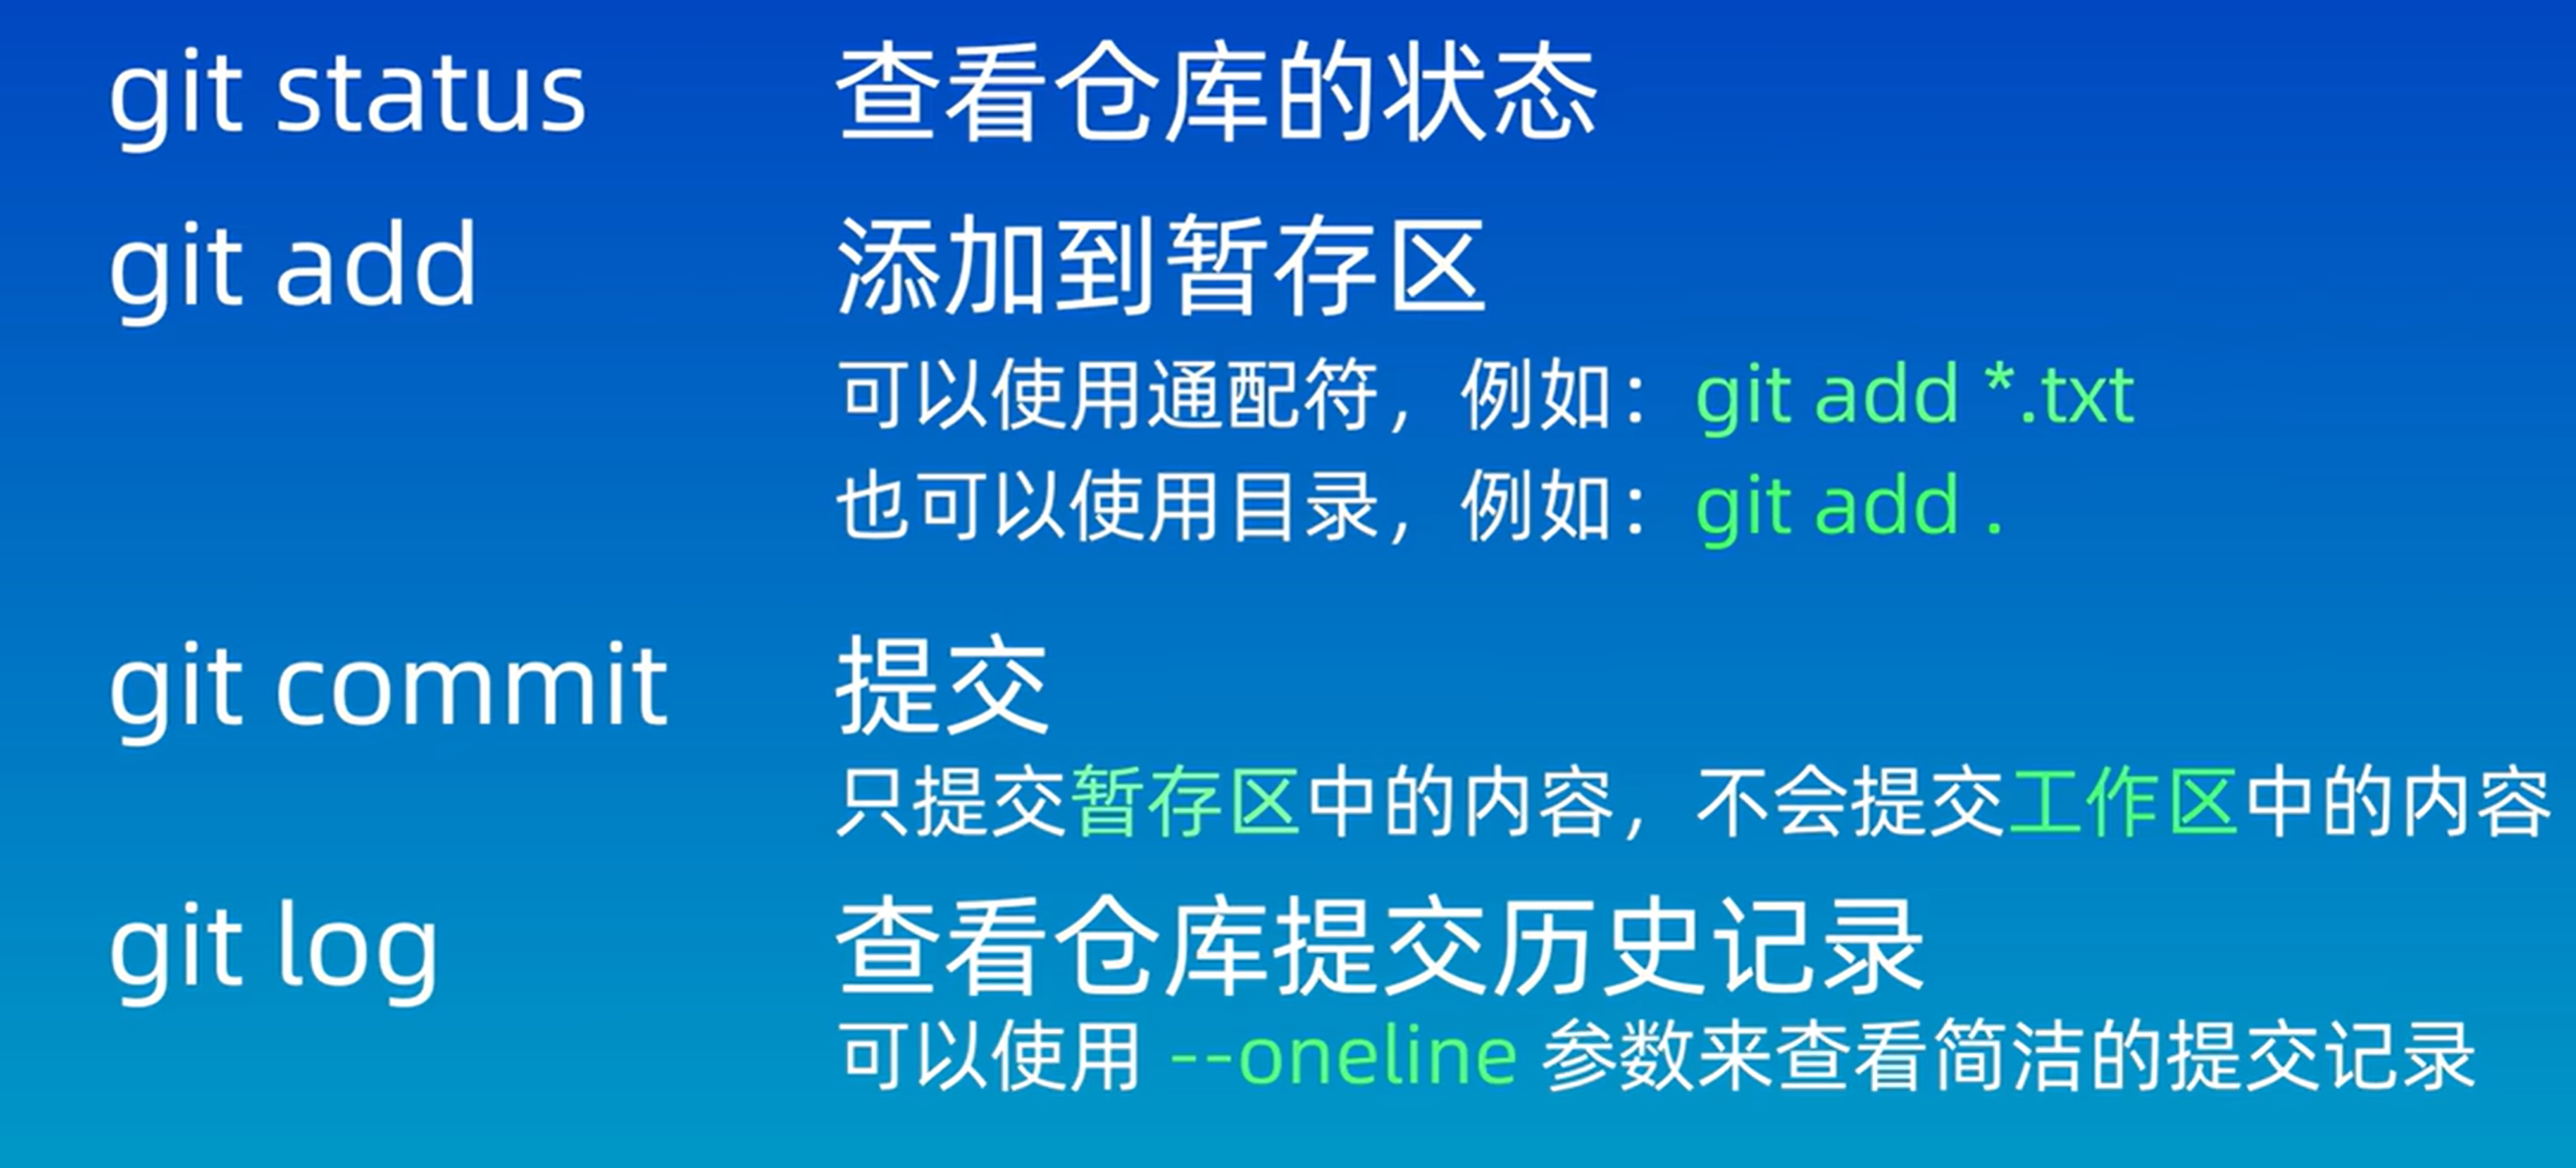 git status 查看仓库的状态
git add 添加到暂存区
可以使用通配符，例如：git add *.txt
也可以使用目录，例如：git add .
git commit 提交
只提交暂存区中的内容，不会提交工作区中的内容
git log 查看仓库提交历史记录
可以使用 --oneline 参数来查看简洁的提交记录